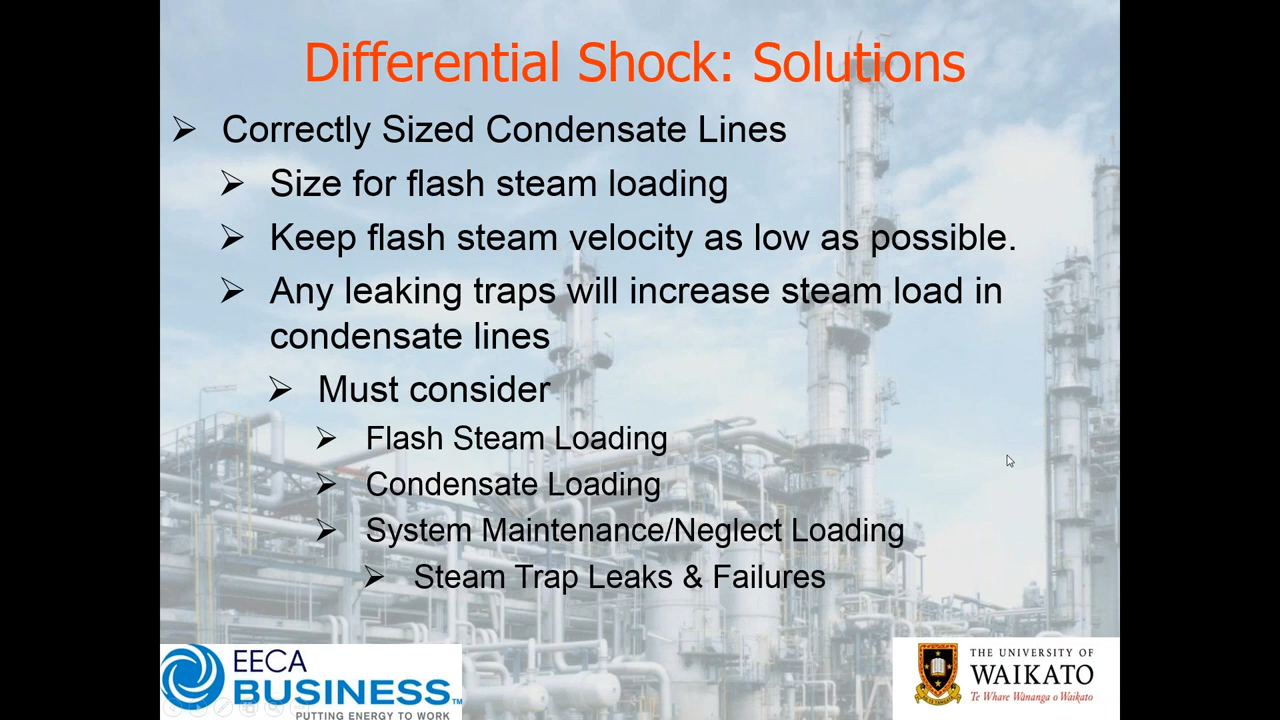 Differential Shock: Solutions
Correctly Sized Condensate Lines
Size for flash steam loading
Keep flash steam velocity as low as possible.
Any leaking traps will increase steam load in
condensate lines
Must consider
Flash Steam Loading
Condensate Loading
System Maintenance/Neglect Loading
Steam Trap Leaks & Failures
EECA
BUSINESS™
PUTTING ENERGY TO WORK
THE UNIVERSITY OF
WAIKATO
Te Whare Wānanga o Waikato